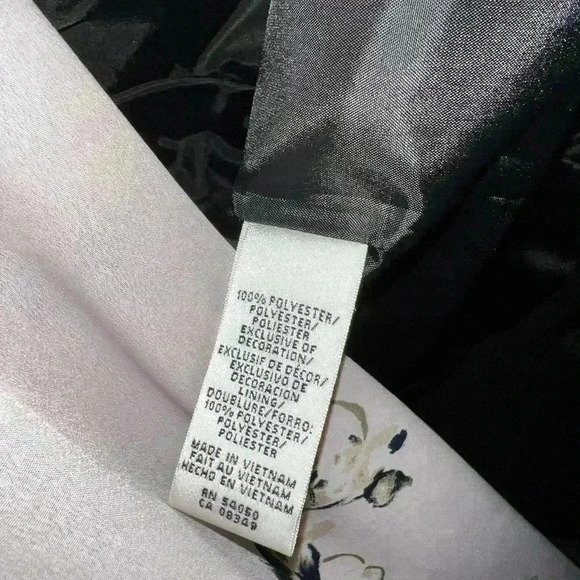 100% POLYESTER/
POLYESTER/
POLIESTER
EXCLUSIVE OF
DECORATION/
EXCLUSIF DE DÉCOR/
EXCLUSIVO DE
DECORACION
LINING/
DOUBLURE/FORRO:
100% POLYESTER/
POLYESTER/
POLIESTER
MADE IN VIETNAM
FAIT AU VIETNAM
HECHO EN VIETNAM
RN 54050
CA 08349